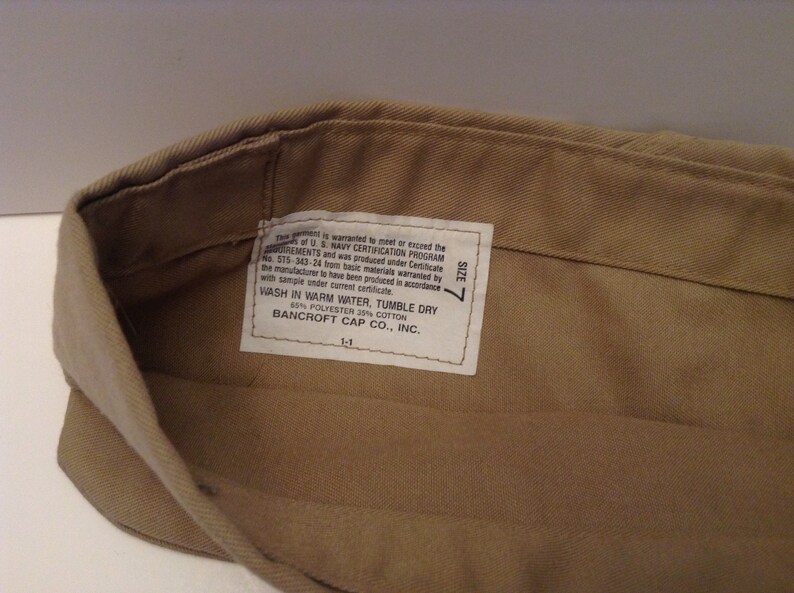 This garment is warranted to meet or exceed the
of U. S. NAVY CERTIFICATION PROGRAM
REQUIREMENTS and was produced under Certificate
No. 5T5-343-24 from basic materials warranted by
the manufacturer to have been produced in accordance
with sample under current certificate.
WASH IN WARM WATER, TUMBLE DRY
65% POLYESTER 35% COTTON
BANCROFT CAP CO., INC.
1-1
SIZE 7